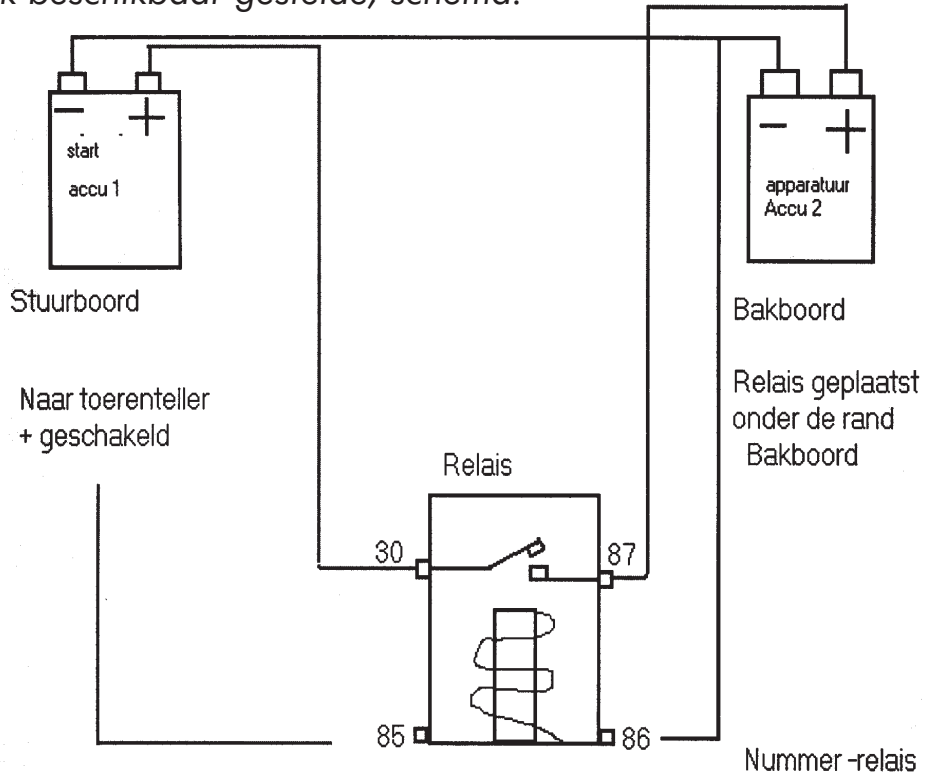 k beschikbaar gestelde) schema.
− +
start
accu 1
− +
apparatuur
Accu 2
Stuurboord
Bakboord
Naar toerenteller
+ geschakeld
Relais geplaatst
onder de rand
Bakboord
Relais
30
87
85
86
Nummer -relais